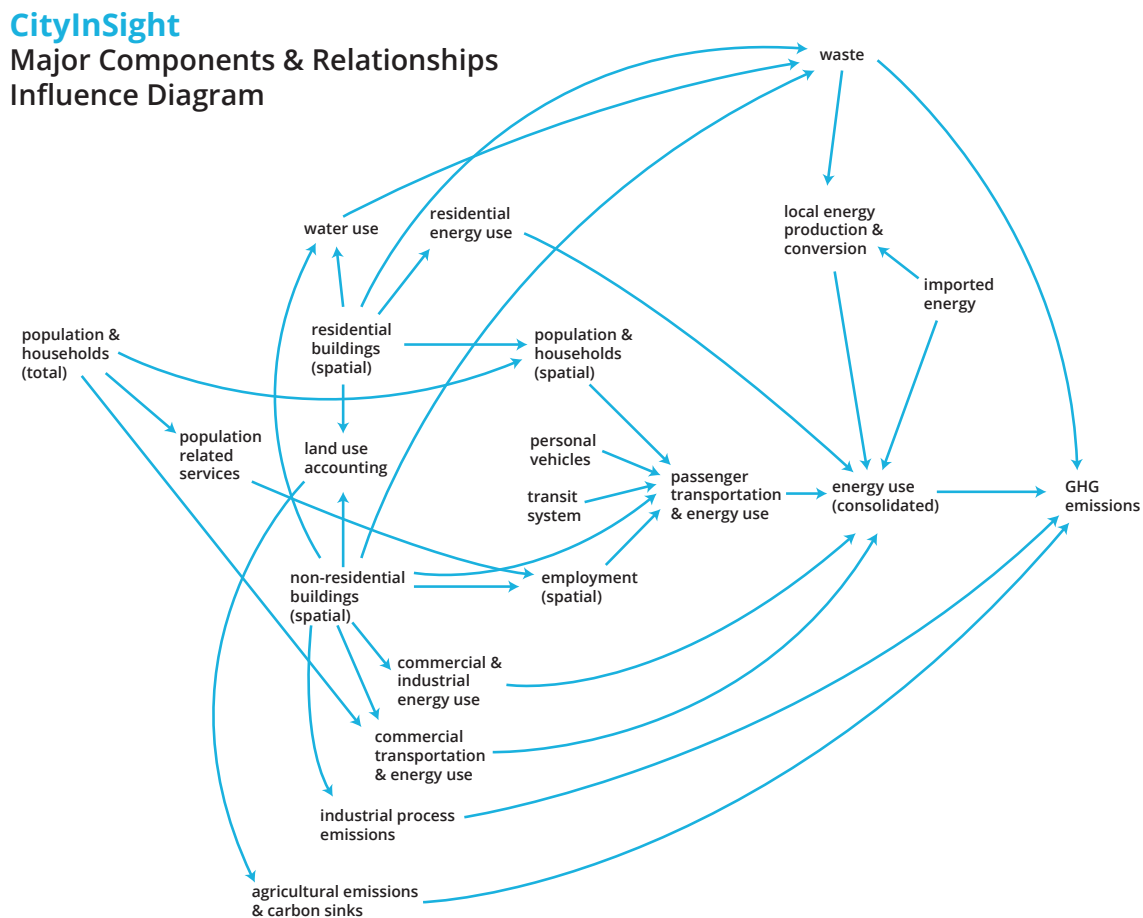 CityInSight
Major Components & Relationships
Influence Diagram
waste
water use
residential
energy use
local energy
production &
conversion
imported
energy
population &
households
(total)
residential
buildings
(spatial)
population &
households
(spatial)
population
related
services
land use
accounting
personal
vehicles
transit
system
passenger
transportation
& energy use
energy use
(consolidated)
GHG
emissions
non-residential
buildings
(spatial)
employment
(spatial)
commercial &
industrial
energy use
commercial
transportation
& energy use
industrial process
emissions
agricultural emissions
& carbon sinks